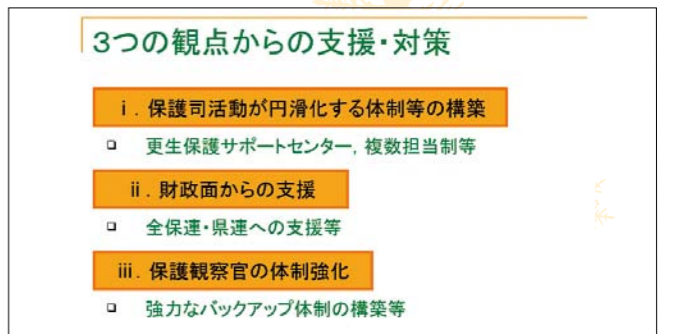 3つの観点からの支援・対策
ⅰ．保護司活動が円滑化する体制等の構築
□ 更生保護サポートセンター，複数担当制等
ⅱ．財政面からの支援
□ 全保連・県連への支援等
ⅲ．保護観察官の体制強化
□ 強力なバックアップ体制の構築等